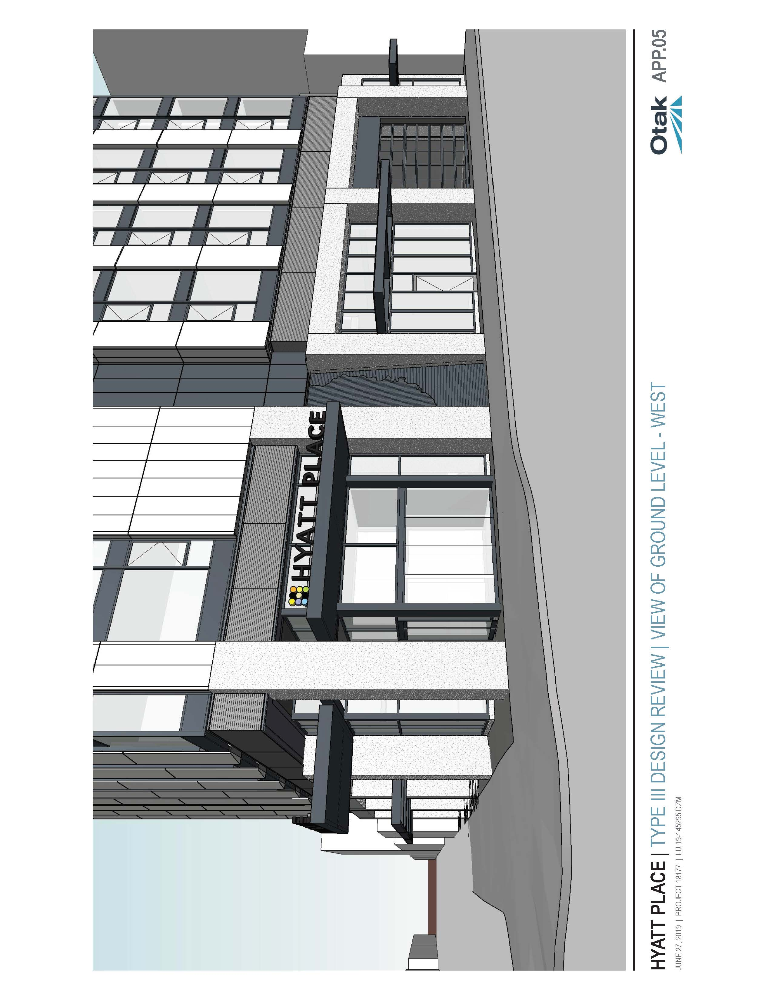 HYATT PLACE
HYATT PLACE | TYPE III DESIGN REVIEW | VIEW OF GROUND LEVEL - WEST
JUNE 27, 2019 | PROJECT 18177 | LU 19-145295 DZM
Otak
APP.05